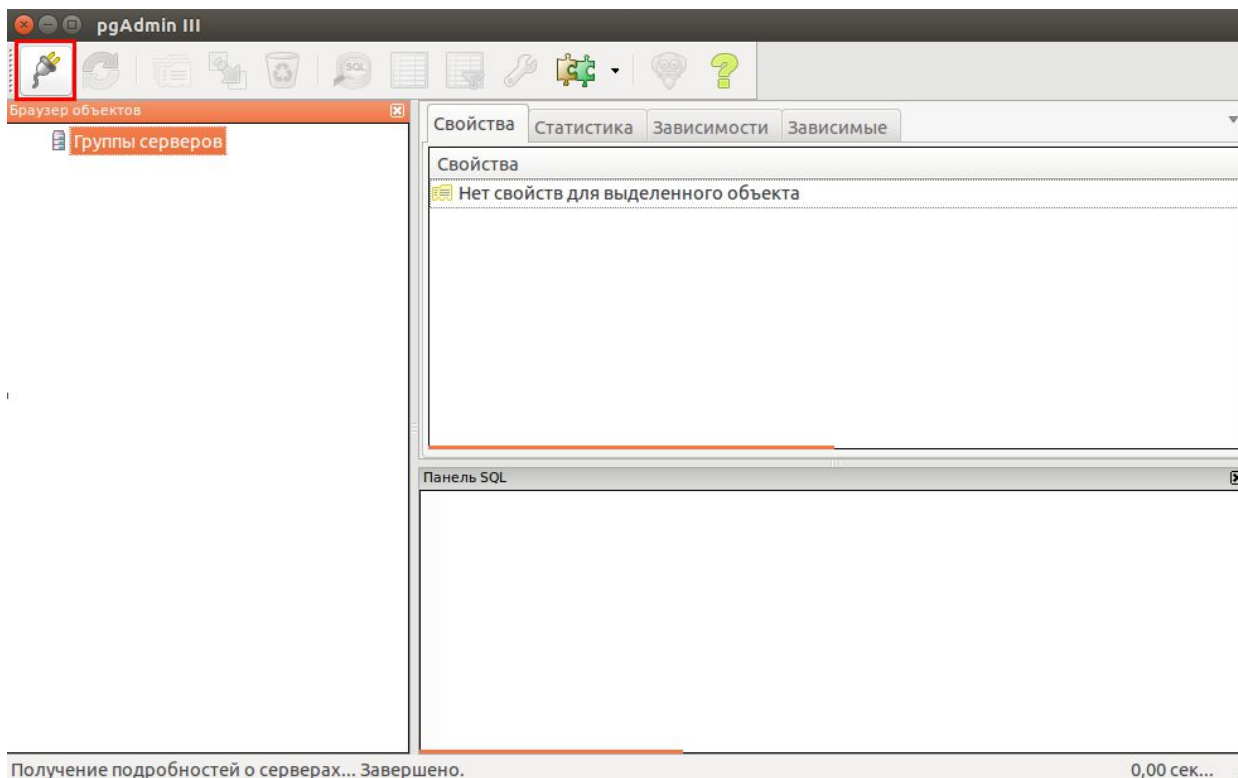 pgAdmin III
SQL
Браузер объектов
Группы серверов
Свойства Статистика Зависимости Зависимые
Свойства
Нет свойств для выделенного объекта
Панель SQL
Получение подробностей о серверах... Завершено. 0,00 сек...